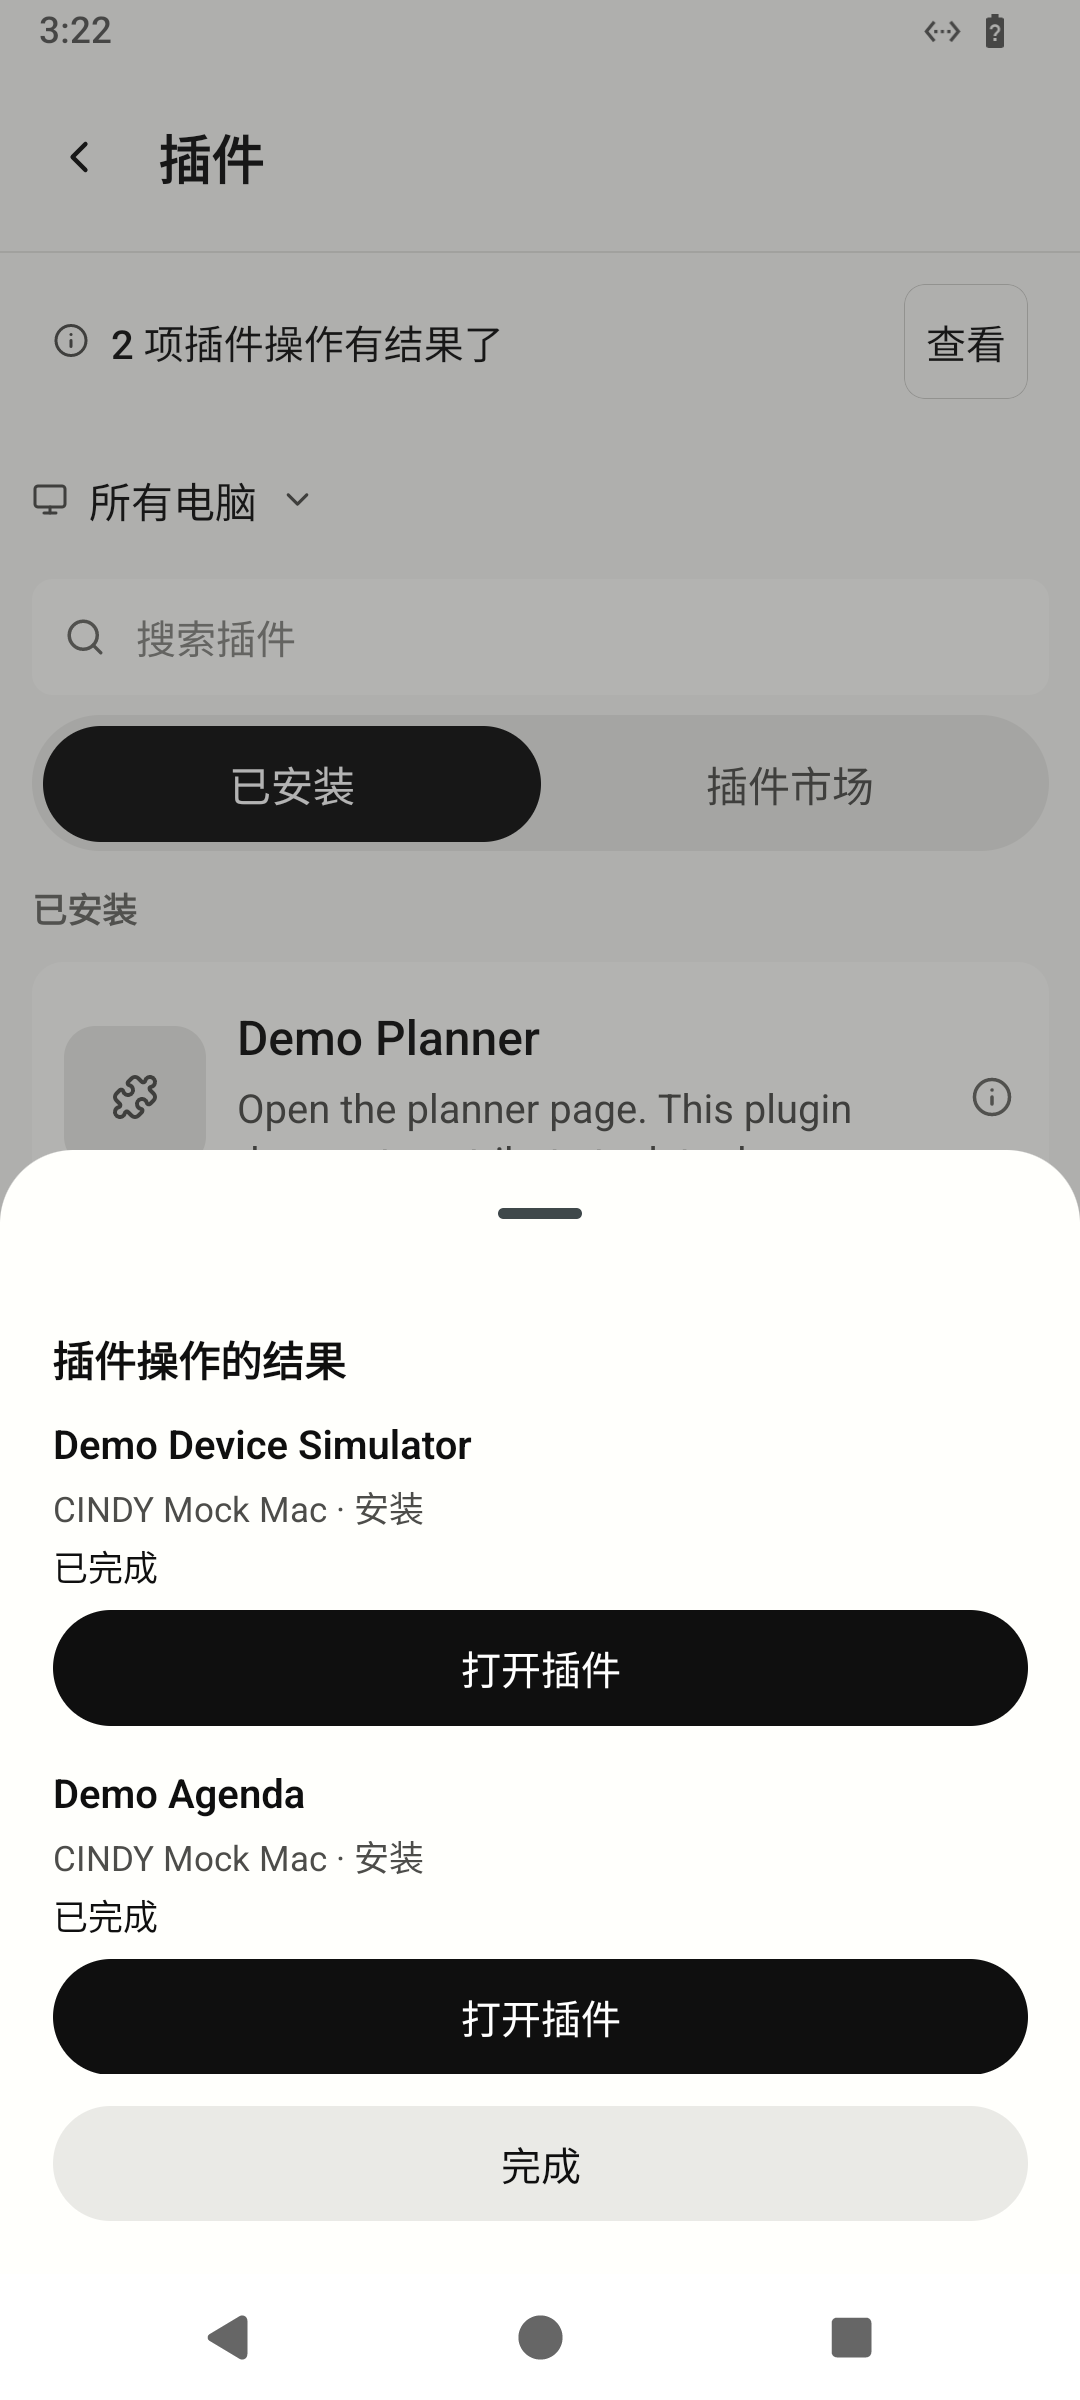 3:22
插件
2 项插件操作有结果了
查看
所有电脑
搜索插件
已安装
插件市场
已安装
Demo Planner
Open the planner page. This plugin
插件操作的结果
Demo Device Simulator
CINDY Mock Mac · 安装
已完成
打开插件
Demo Agenda
CINDY Mock Mac · 安装
已完成
打开插件
完成